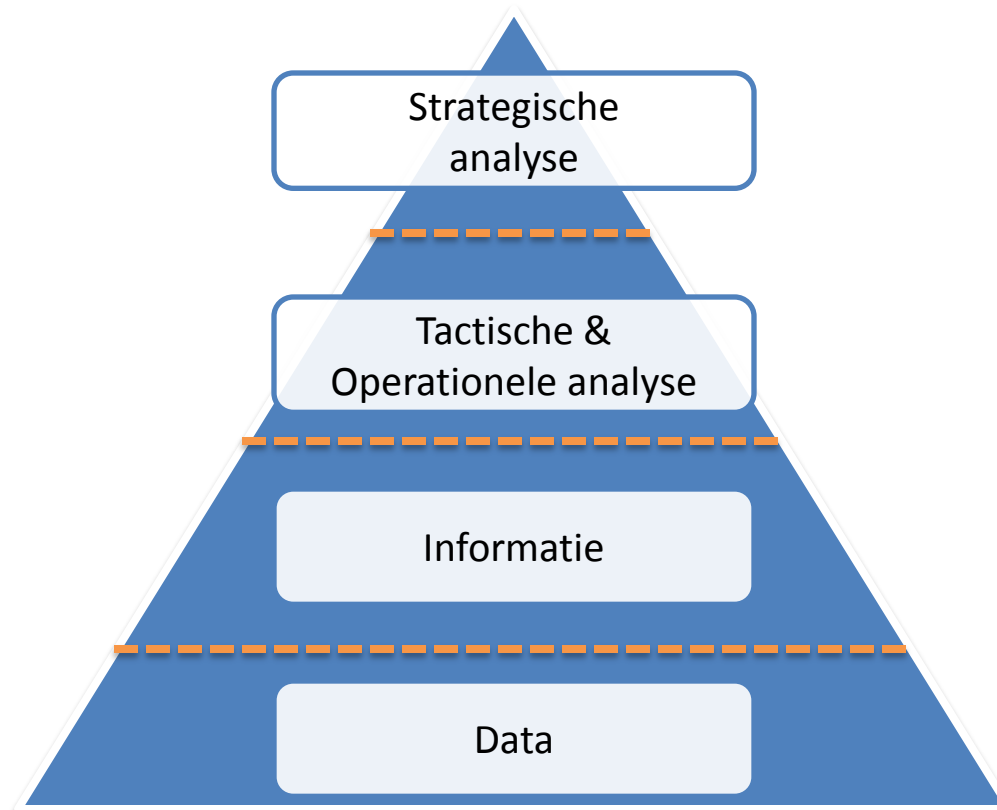 Strategische
analyse
Tactische &
Operationele analyse
Informatie
Data